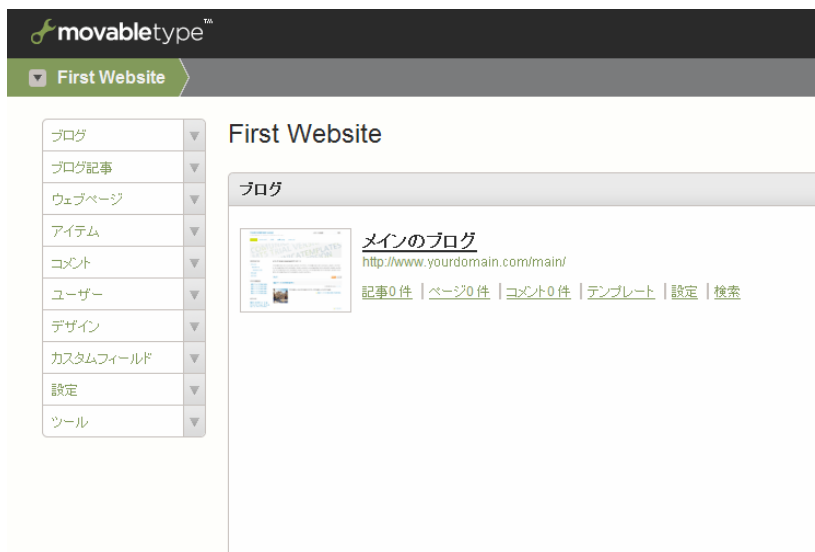 movabletype™
First Website
First Website
ブログ
ブログ記事
ウェブページ
アイテム
コメント
ユーザー
デザイン
カスタムフィールド
設定
ツール
ブログ
メインのブログ
http://www.yourdomain.com/main/
記事0件 | ページ0件 | コメント0件 | テンプレート | 設定 | 検索